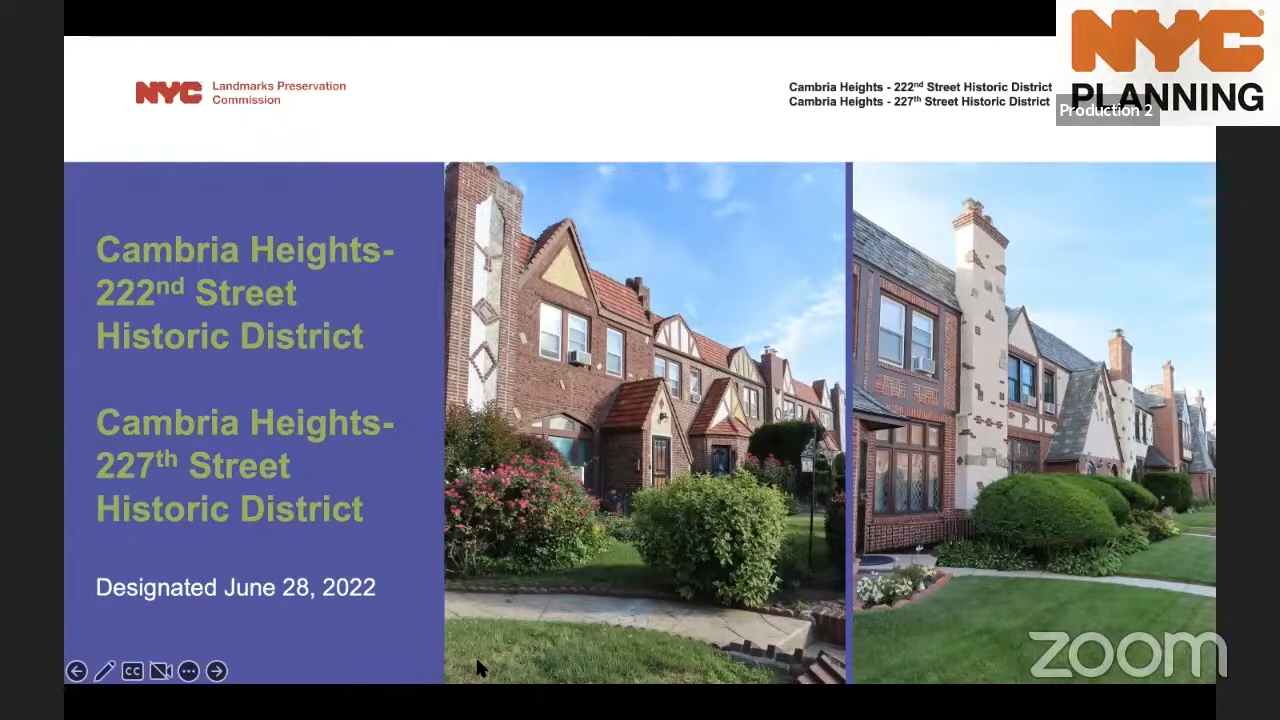 NYC Landmarks Preservation
Commission
Cambria Heights - 222nd Street Historic District
Cambria Heights - 227th Street Historic District
NYC
PLANNING
Production 2
Cambria Heights-
222nd Street
Historic District
Cambria Heights-
227th Street
Historic District
Designated June 28, 2022
CC
zoom